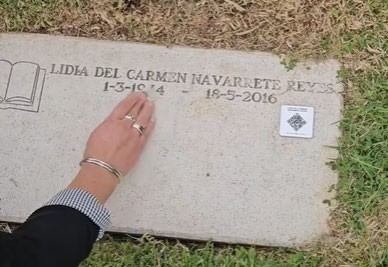 LIDIA DEL CARMEN NAVARRETE REYES
- 18-5-2016